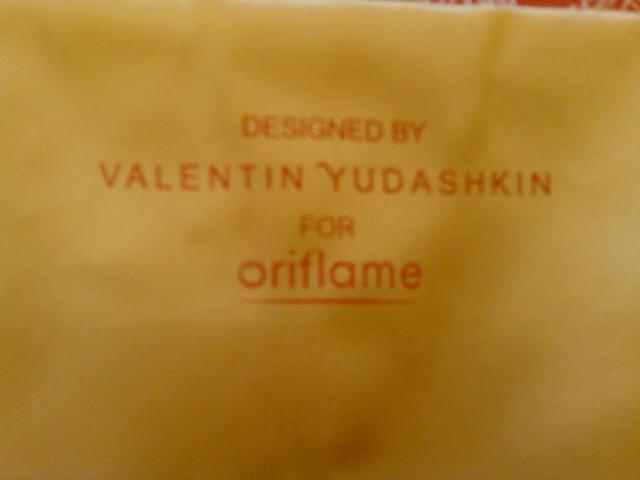 DESIGNED BY
VALENTIN YUDASHKIN
FOR
oriflame